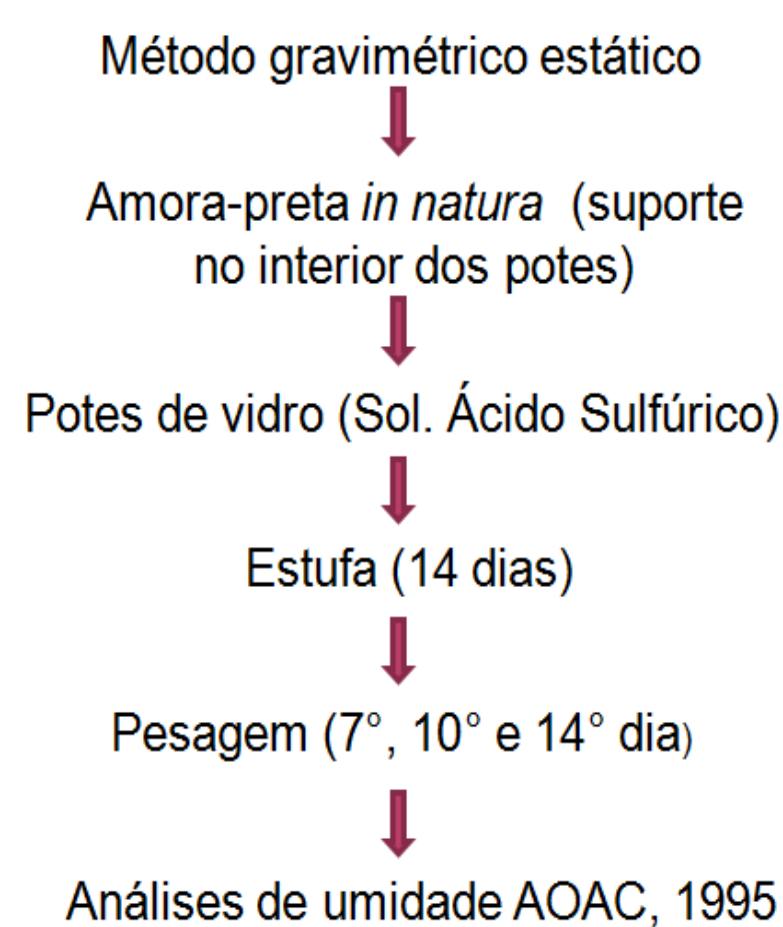 Método gravimétrico estático
Amora-preta in natura (suporte
no interior dos potes)
Potes de vidro (Sol. Ácido Sulfúrico)
Estufa (14 dias)
Pesagem (7°, 10° e 14° dia)
Análises de umidade AOAC, 1995